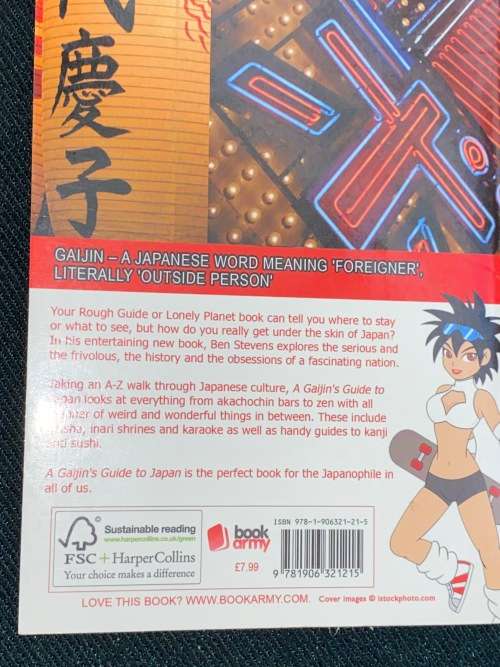 慶
子
GAIJIN – A JAPANESE WORD MEANING 'FOREIGNER',
LITERALLY 'OUTSIDE PERSON'
Your Rough Guide or Lonely Planet book can tell you where to stay
or what to see, but how do you really get under the skin of Japan?
In his entertaining new book, Ben Stevens explores the serious and
the frivolous, the history and the obsessions of a fascinating nation.
Taking an A-Z walk through Japanese culture, A Gaijin's Guide to
Japan looks at everything from akachochin bars to zen with all
manner of weird and wonderful things in between. These include
geisha, inari shrines and karaoke as well as handy guides to kanji
and sushi.
A Gaijin's Guide to Japan is the perfect book for the Japanophile in
all of us.
Sustainable reading
www.harpercollins.co.uk/green
FSC + HarperCollins
Your choice makes a difference
book
army
£7.99
ISBN 978-1-906321-21-5
9 781906 321215
LOVE THIS BOOK? WWW.BOOKARMY.COM. Cover images © istockphoto.com